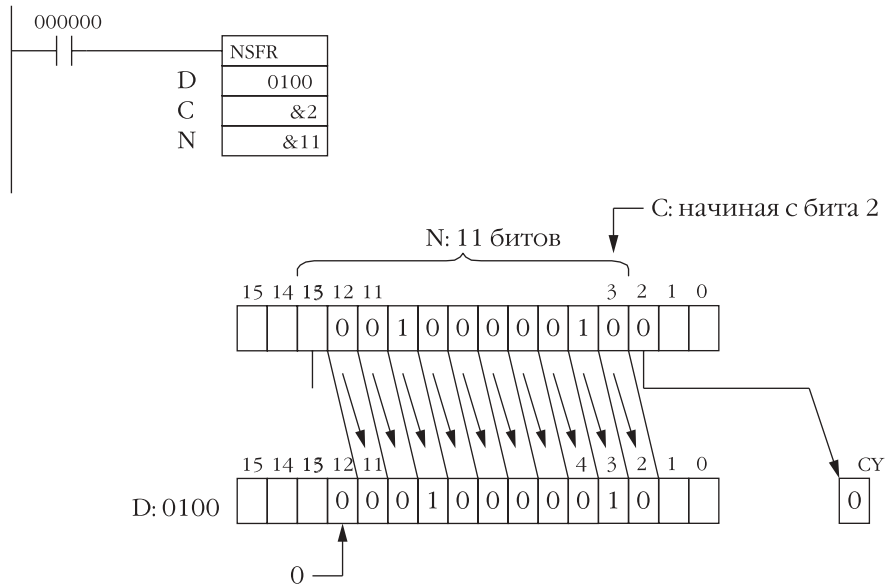 000000
NSFR
D 0100
C &2
N &11
C: начиная с бита 2
N: 11 битов
15 14 13 12 11 3 2 1 0
0 0 1 0 0 0 0 0 1 0 0
15 14 13 12 11 4 3 2 1 0 CY
D: 0100 0 0 0 1 0 0 0 0 0 1 0 0
0